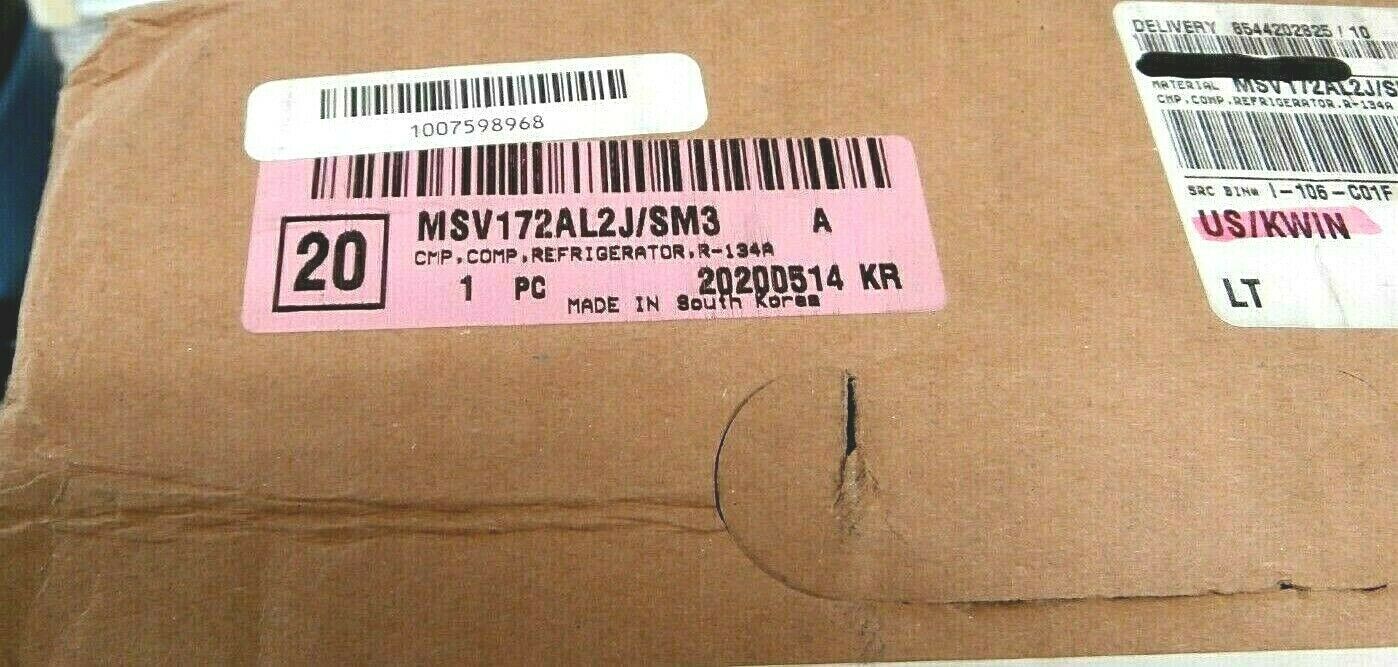 1007598968
20
MSV172AL2J/SM3 A
CMP,COMP,REFRIGERATOR,R-134A
1 PC 20200514 KR
MADE IN South Korea
DELIVERY 8544202825 / 10
MATERIAL MSV172AL2J/S
CMP,COMP,REFRIGERATOR,R-134A
SRC BIN# I-106-C01F
US/KWIN
LT